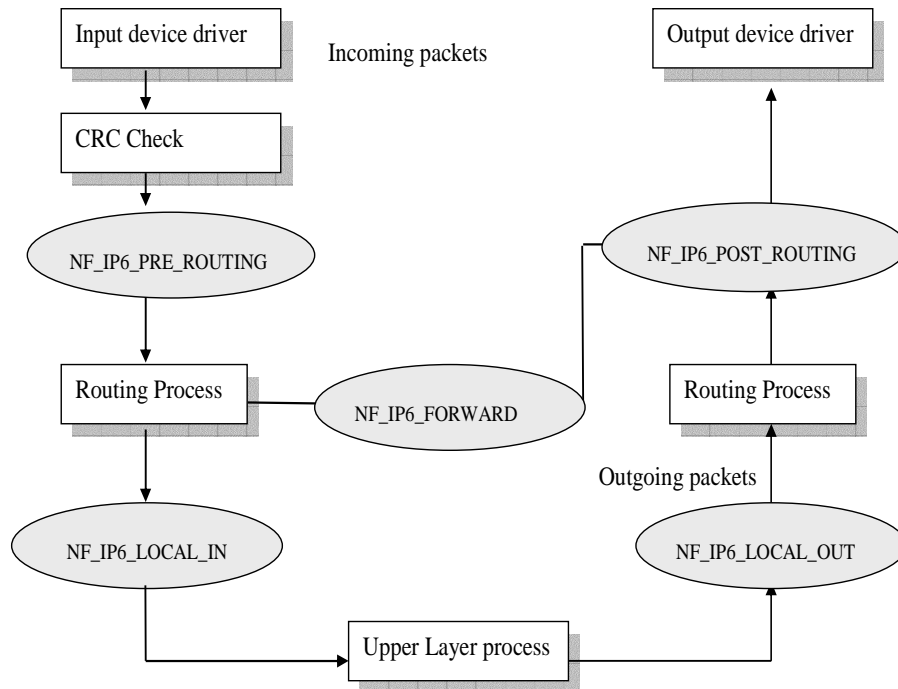 Input device driver
Incoming packets
Output device driver
CRC Check
NF_IP6_PRE_ROUTING
NF_IP6_POST_ROUTING
Routing Process
NF_IP6_FORWARD
Routing Process
Outgoing packets
NF_IP6_LOCAL_IN
NF_IP6_LOCAL_OUT
Upper Layer process